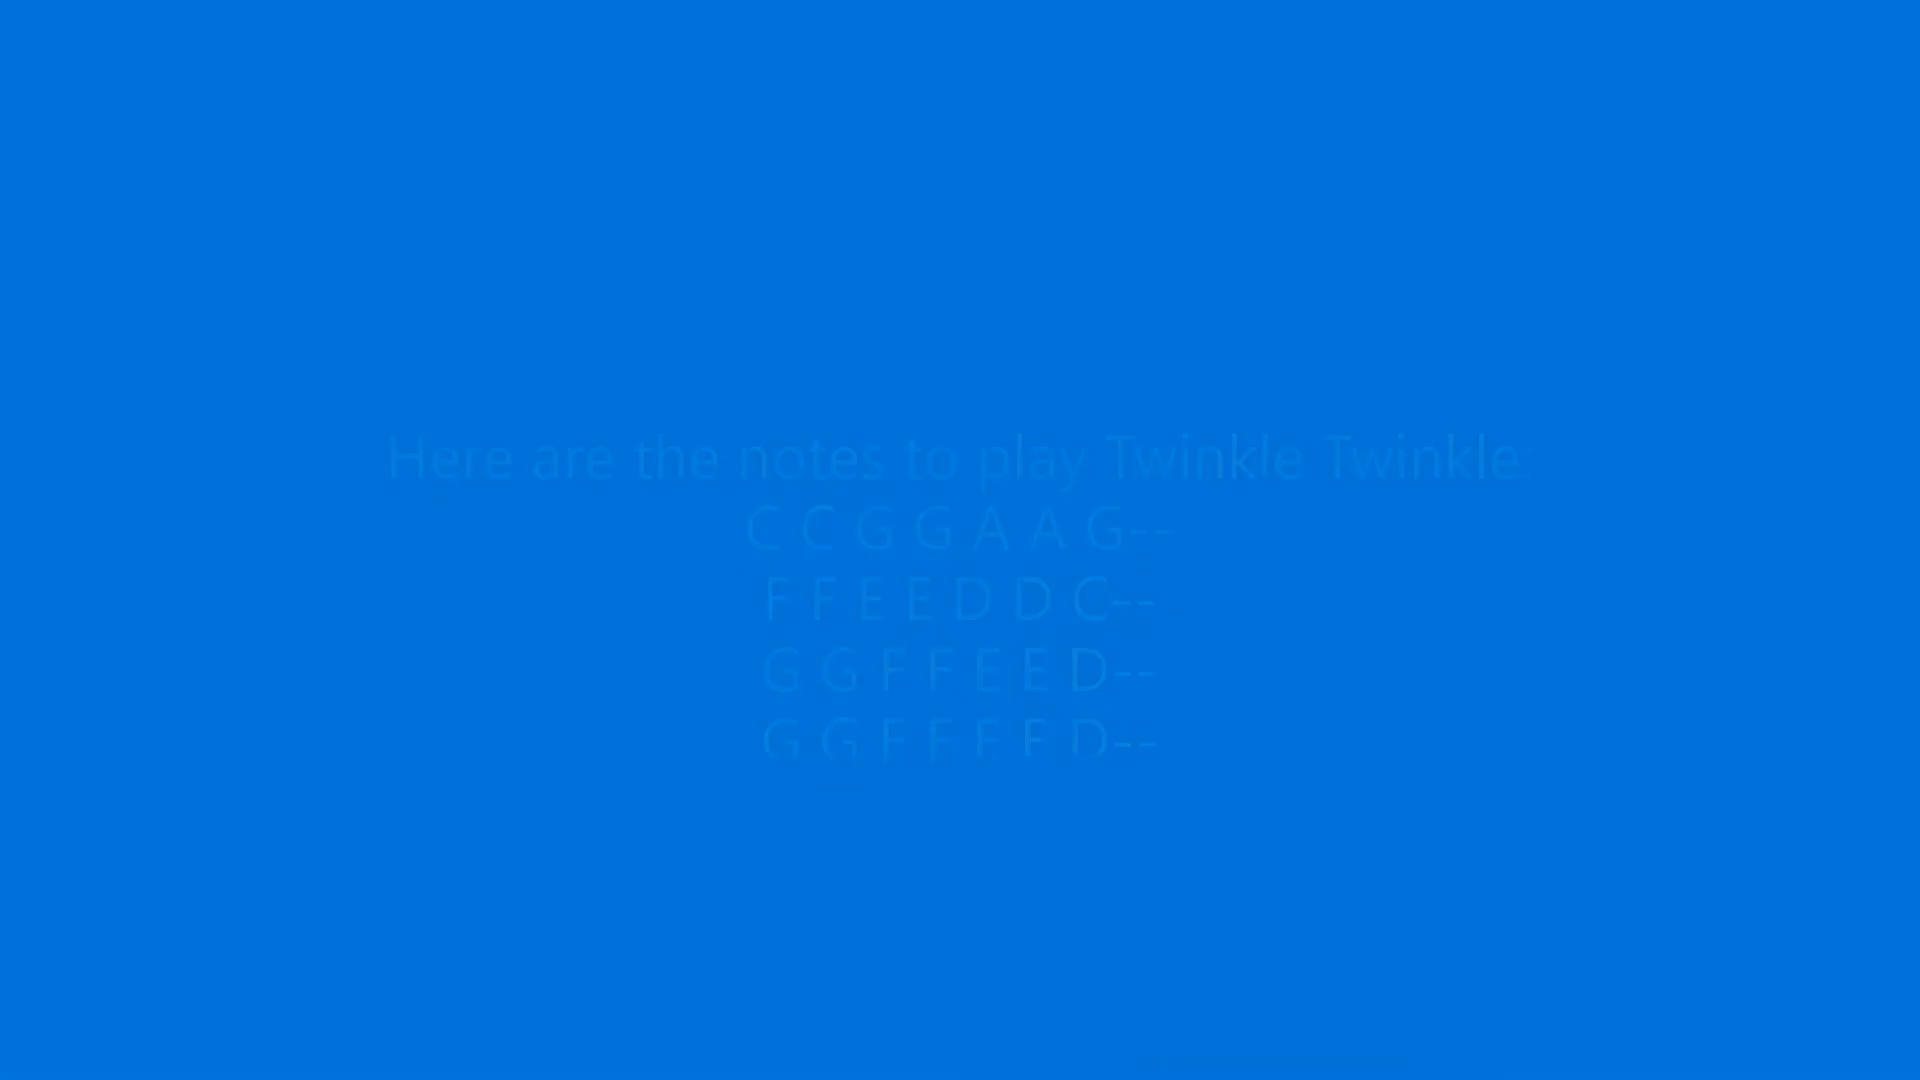 Here are the notes to play Twinkle Twinkle:
C C G G A A G--
F F E E D D C--
G G F F E E D--
G G F F E E D--